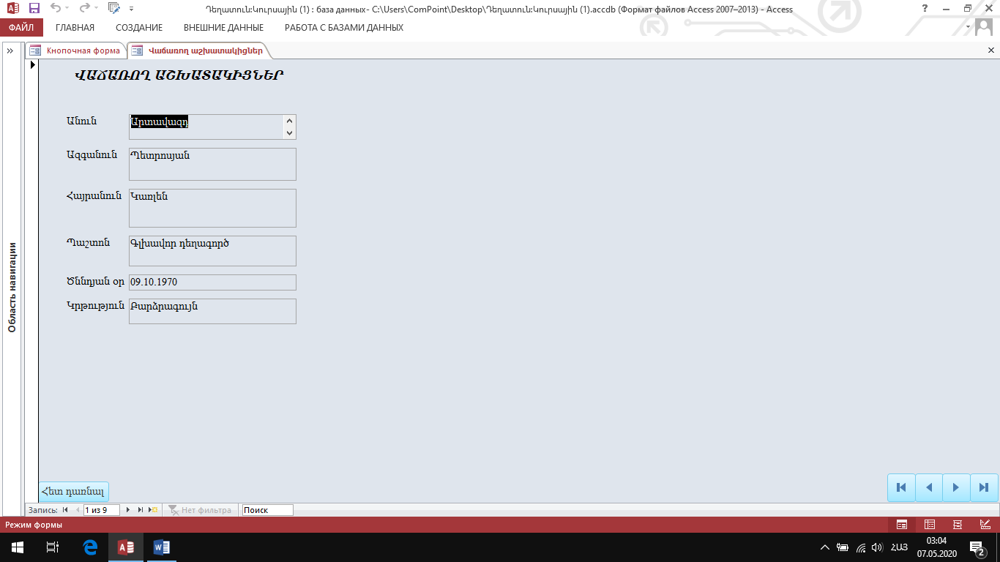 Դեղատուն:Կուրսային (1) : база данных- C:\Users\ComPoint\Desktop\Դեղատուն:Կուրսային (1).accdb (Формат файлов Access 2007–2013) - Access
ФАЙЛ ГЛАВНАЯ СОЗДАНИЕ ВНЕШНИЕ ДАННЫЕ РАБОТА С БАЗАМИ ДАННЫХ
Кнопочная форма Վաճառող աշխատակիցներ
ՎԱՃԱՌՈՂ ԱՇԽԱՏԱԿԻՑՆԵՐ
Անուն Արտավազդ
Ազգանուն Պետրոսյան
Հայրանուն Կառլեն
Պաշտոն Գլխավոր դեղագործ
Ծննդյան օր 09.10.1970
Կրթություն Բարձրագույն
Область навигации
Հետ դառնալ
Запись: 1 из 9 Нет фильтра Поиск
Режим формы
ՀԱՅ 03:04
07.05.2020 2